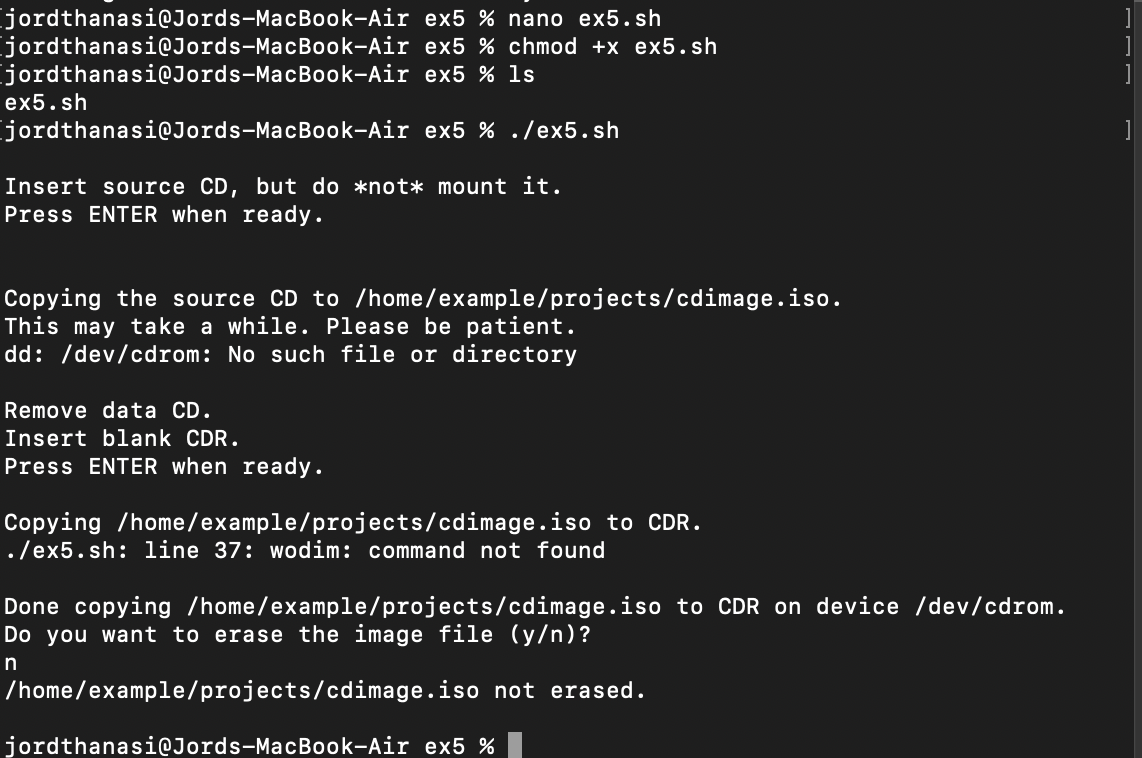 [jordthanasi@Jords-MacBook-Air ex5 % nano ex5.sh ]
[jordthanasi@Jords-MacBook-Air ex5 % chmod +x ex5.sh ]
[jordthanasi@Jords-MacBook-Air ex5 % ls ]
ex5.sh
[jordthanasi@Jords-MacBook-Air ex5 % ./ex5.sh ]
Insert source CD, but do *not* mount it.
Press ENTER when ready.
Copying the source CD to /home/example/projects/cdimage.iso.
This may take a while. Please be patient.
dd: /dev/cdrom: No such file or directory
Remove data CD.
Insert blank CDR.
Press ENTER when ready.
Copying /home/example/projects/cdimage.iso to CDR.
./ex5.sh: line 37: wodim: command not found
Done copying /home/example/projects/cdimage.iso to CDR on device /dev/cdrom.
Do you want to erase the image file (y/n)?
n
/home/example/projects/cdimage.iso not erased.
jordthanasi@Jords-MacBook-Air ex5 %